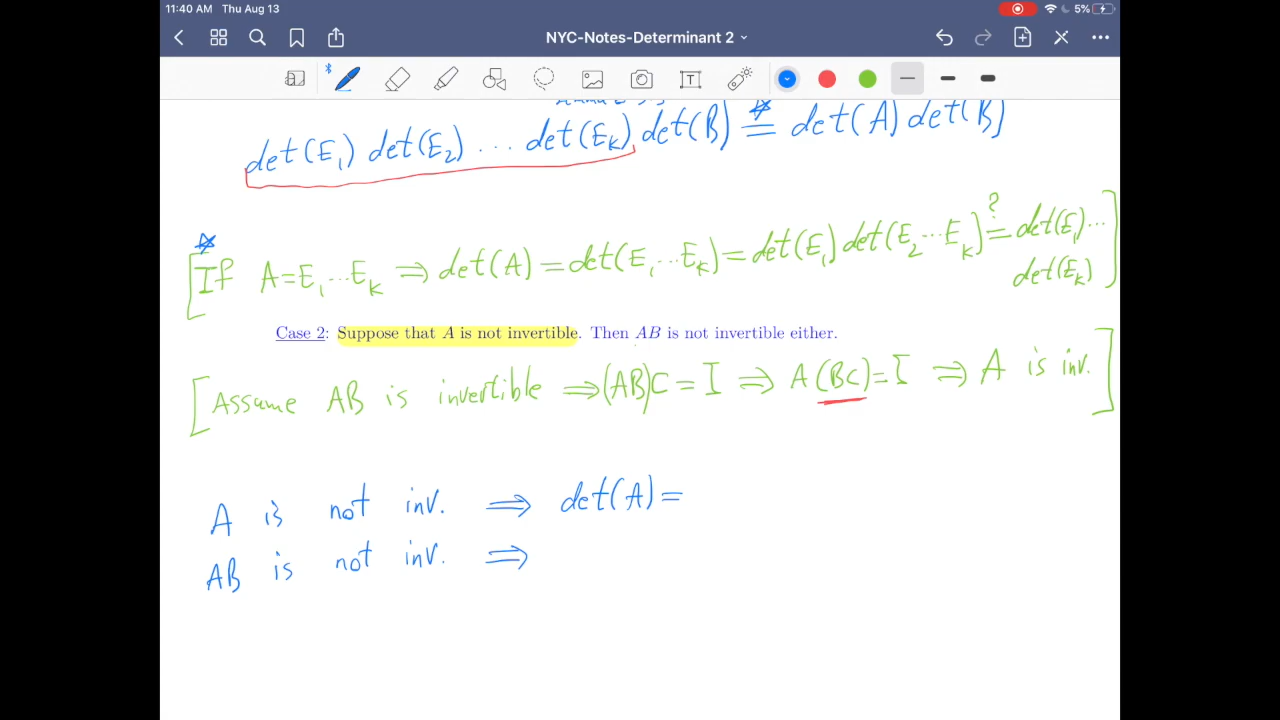 11:40 AM Thu Aug 13
5%
NYC-Notes-Determinant 2
det(E₁) det(E₂) ... det(Eₖ) det(B) = det(A) det(B)
[If A=E₁...Eₖ ⇒ det(A) = det(E₁...Eₖ) = det(E₁) det(E₂...Eₖ) ?= det(E₁)...
det(Eₖ)]
Case 2: Suppose that A is not invertible. Then AB is not invertible either.
[Assume AB is invertible ⇒ (AB)C = I ⇒ A(BC) = I ⇒ A is inv.]
A is not inv. ⇒ det(A) =
AB is not inv. ⇒